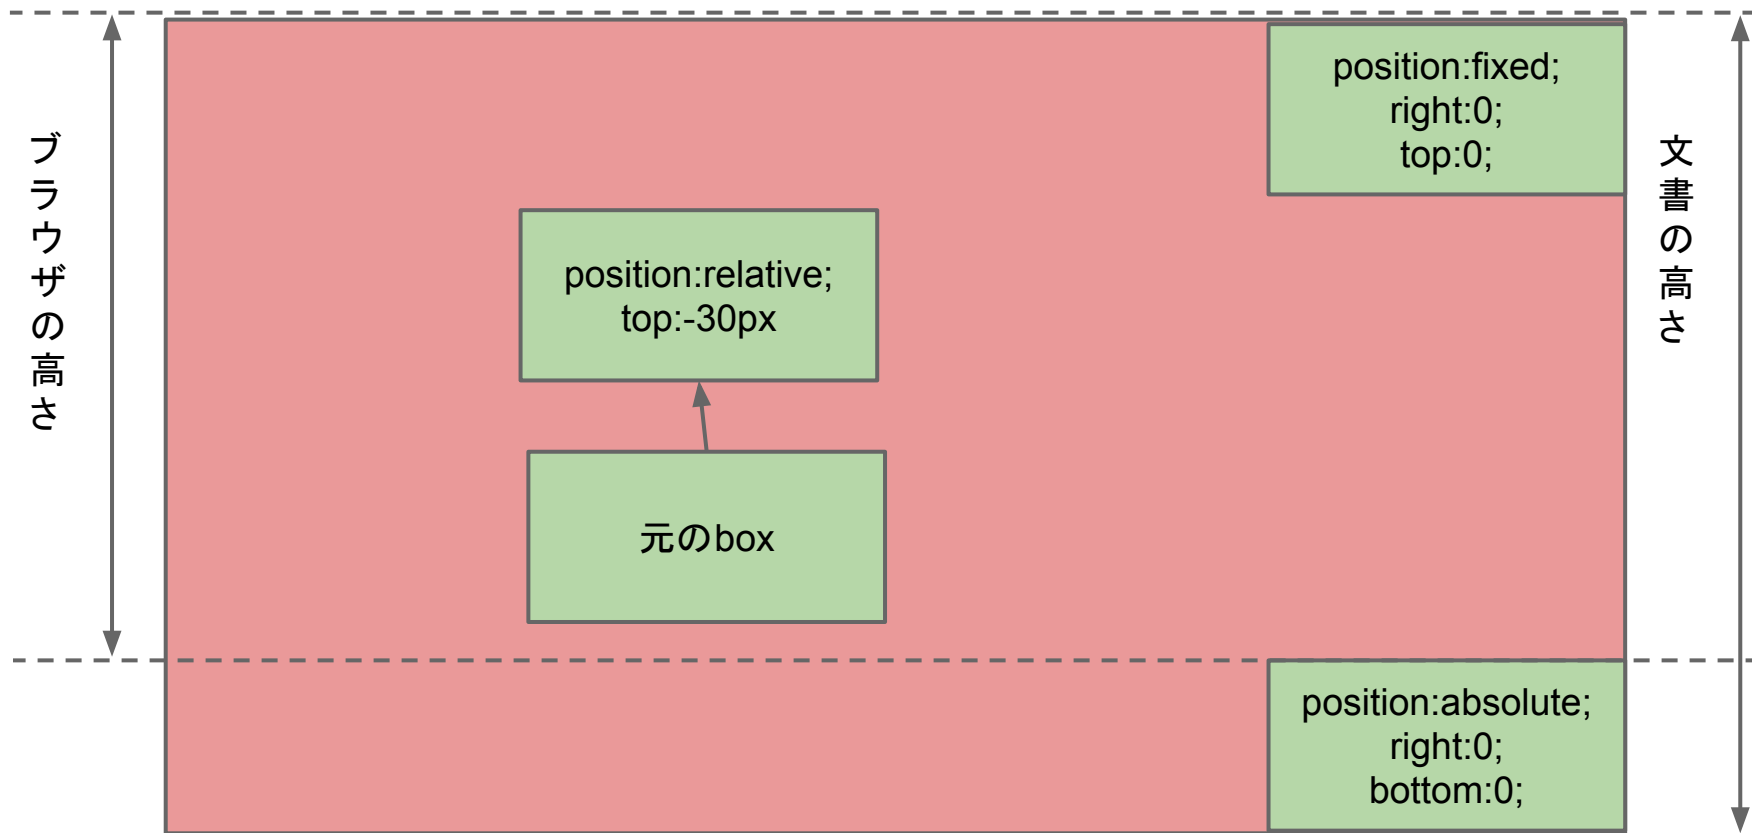 ブラウザの高さ
position:fixed;
right:0;
top:0;
文書の高さ
position:relative;
top:-30px
元のbox
position:absolute;
right:0;
bottom:0;